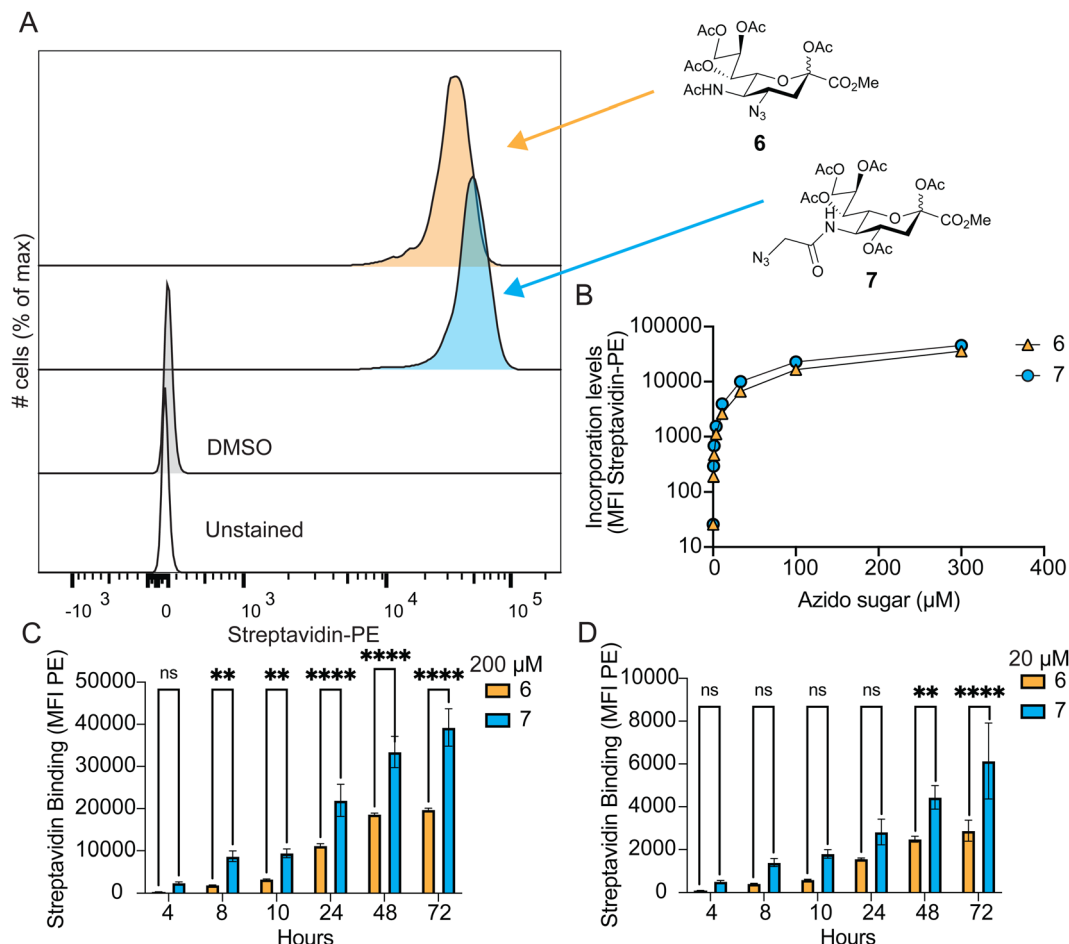 A
# cells (% of max)
DMSO
Unstained
-10 3
0
10 3
10 4
10 5
Streptavidin-PE
AcO
OAc
AcO
OAc
AcHN
O
CO2Me
N3
6
AcO
OAc
AcO
OAc
H
N
O
CO2Me
OAc
N3
O
7
B
Incorporation levels
(MFI Streptavidin-PE)
100000
10000
1000
100
10
0
100
200
300
400
Azido sugar (µM)
6
7
C
Streptavidin Binding (MFI PE)
50000
40000
30000
20000
10000
0
ns
**
**
****
****
****
200 µM
6
7
4
8
10
24
48
72
Hours
D
Streptavidin Binding (MFI PE)
8000
6000
4000
2000
0
ns
ns
ns
ns
**
****
20 µM
6
7
4
8
10
24
48
72
Hours